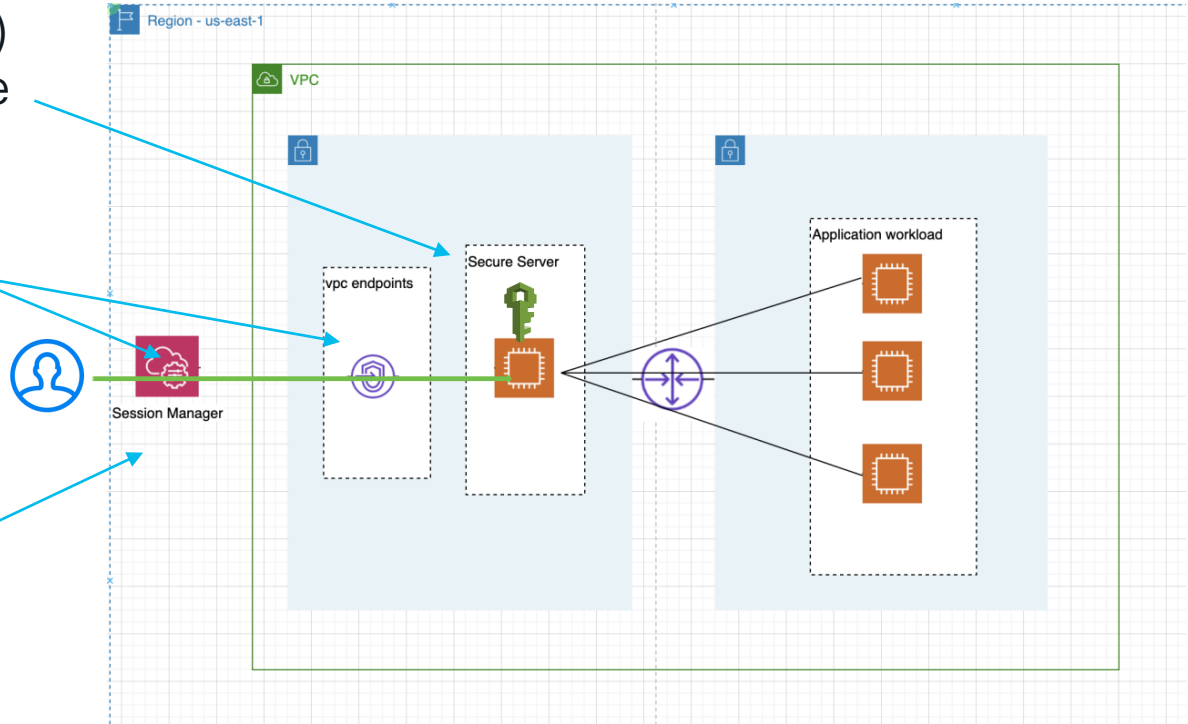 )
e
Region - us-east-1
VPC
Secure Server
vpc endpoints
Application workload
Session Manager